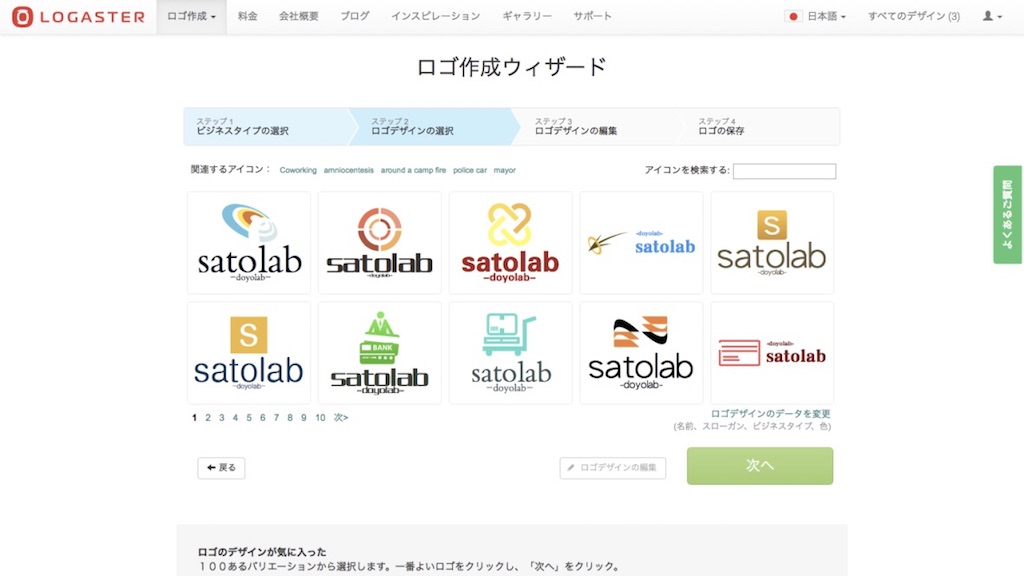 LOGASTER ロゴ作成 料金 会社概要 ブログ インスピレーション ギャラリー サポート 日本語 すべてのデザイン (3)
ロゴ作成ウィザード
ステップ 1 ステップ 2 ステップ 3 ステップ 4
ビジネスタイプの選択 ロゴデザインの選択 ロゴデザインの編集 ロゴの保存
関連するアイコン： Coworking amniocentesis around a camp fire police car mayor アイコンを検索する:
よくあるご質問
satolab
-doyolab-
satolab
-doyolab-
satolab
-doyolab-
-doyolab-
satolab
S
satolab
-doyolab-
S
satolab
-doyolab-
BANK
satolab
-doyolab-
satolab
-doyolab-
satolab
-doyolab-
-doyolab-
satolab
1 2 3 4 5 6 7 8 9 10 次>
ロゴデザインのデータを変更
(名前、スローガン、ビジネスタイプ、色)
戻る ロゴデザインの編集 次へ
ロゴのデザインが気に入った
１００あるバリエーションから選択します。一番よいロゴをクリックし、「次へ」をクリック。